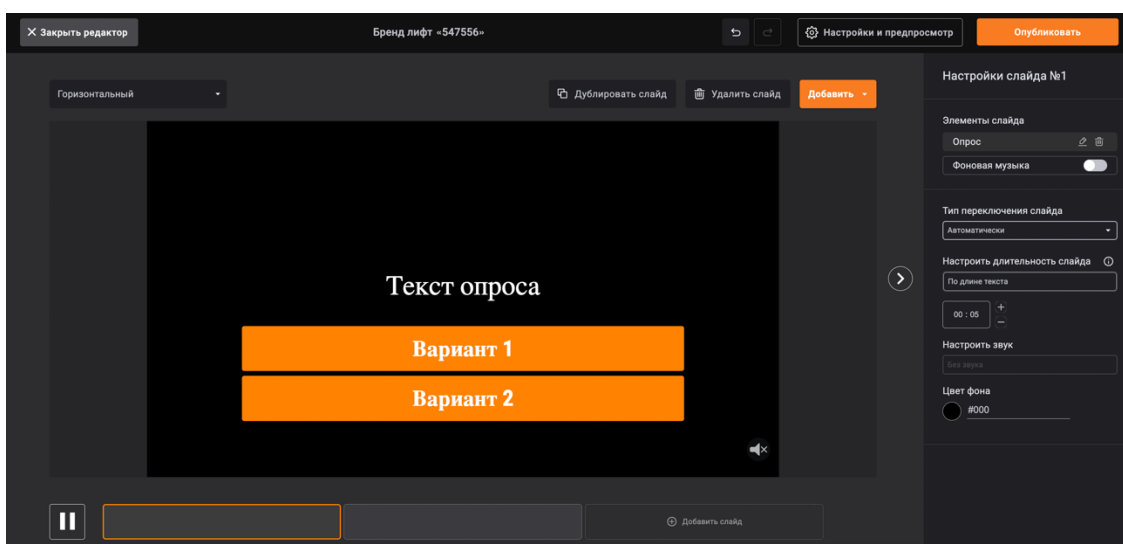 Закрыть редактор
Бренд лифт «547556»
Настройки и предпросмотр
Опубликовать
Горизонтальный
Дублировать слайд
Удалить слайд
Добавить
Настройки слайда №1
Элементы слайда
Опрос
Фоновая музыка
Тип переключения слайда
Автоматически
Настроить длительность слайда
По длине текста
00 : 05
Настроить звук
Без звука
Цвет фона
#000
Текст опроса
Вариант 1
Вариант 2
Добавить слайд